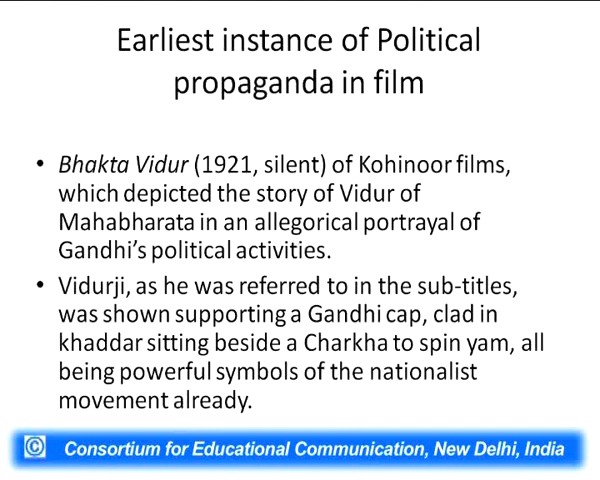 Earliest instance of Political
propaganda in film
• Bhakta Vidur (1921, silent) of Kohinoor films,
which depicted the story of Vidur of
Mahabharata in an allegorical portrayal of
Gandhi's political activities.
• Vidurji, as he was referred to in the sub-titles,
was shown supporting a Gandhi cap, clad in
khaddar sitting beside a Charkha to spin yam, all
being powerful symbols of the nationalist
movement already.
© Consortium for Educational Communication, New Delhi, India